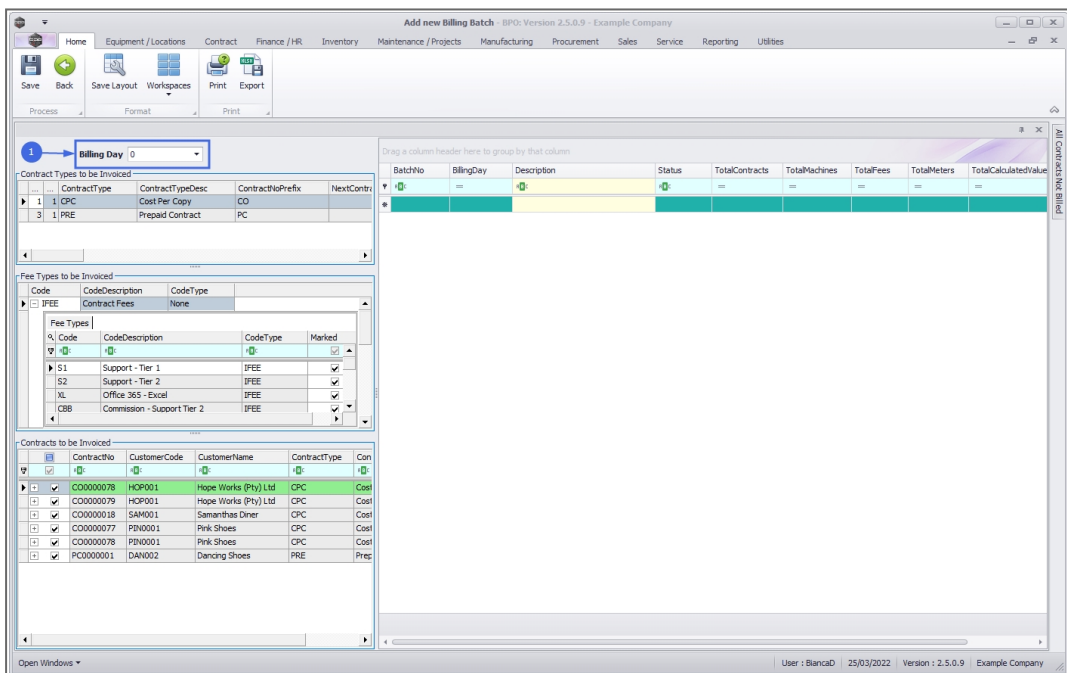 Add new Billing Batch - BPO: Version 2.5.0.9 - Example Company
Home Equipment / Locations Contract Finance / HR Inventory Maintenance / Projects Manufacturing Procurement Sales Service Reporting Utilities
Save Back Save Layout Workspaces Print Export
Process Format Print
1 Billing Day 0
Contract Types to be Invoiced
... ... ContractType ContractTypeDesc ContractNoPrefix NextContra
1 1 CPC Cost Per Copy CO
3 1 PRE Prepaid Contract PC
Fee Types to be Invoiced
Code CodeDescription CodeType
IFEE Contract Fees None
Fee Types
Code CodeDescription CodeType Marked
S1 Support - Tier 1 IFEE
S2 Support - Tier 2 IFEE
XL Office 365 - Excel IFEE
CBB Commission - Support Tier 2 IFEE
Contracts to be Invoiced
ContractNo CustomerCode CustomerName ContractType Con
CO0000078 HOP001 Hope Works (Pty) Ltd CPC Cost
CO0000079 HOP001 Hope Works (Pty) Ltd CPC Cost
CO0000018 SAM001 Samanthas Diner CPC Cost
CO0000077 PIN0001 Pink Shoes CPC Cost
CO0000078 PIN0001 Pink Shoes CPC Cost
PC0000001 DAN002 Dancing Shoes PRE Prep
Drag a column header here to group by that column
BatchNo BillingDay Description Status TotalContracts TotalMachines TotalFees TotalMeters TotalCalculatedValue
All Contracts Not Billed
Open Windows User : BiancaD 25/03/2022 Version : 2.5.0.9 Example Company